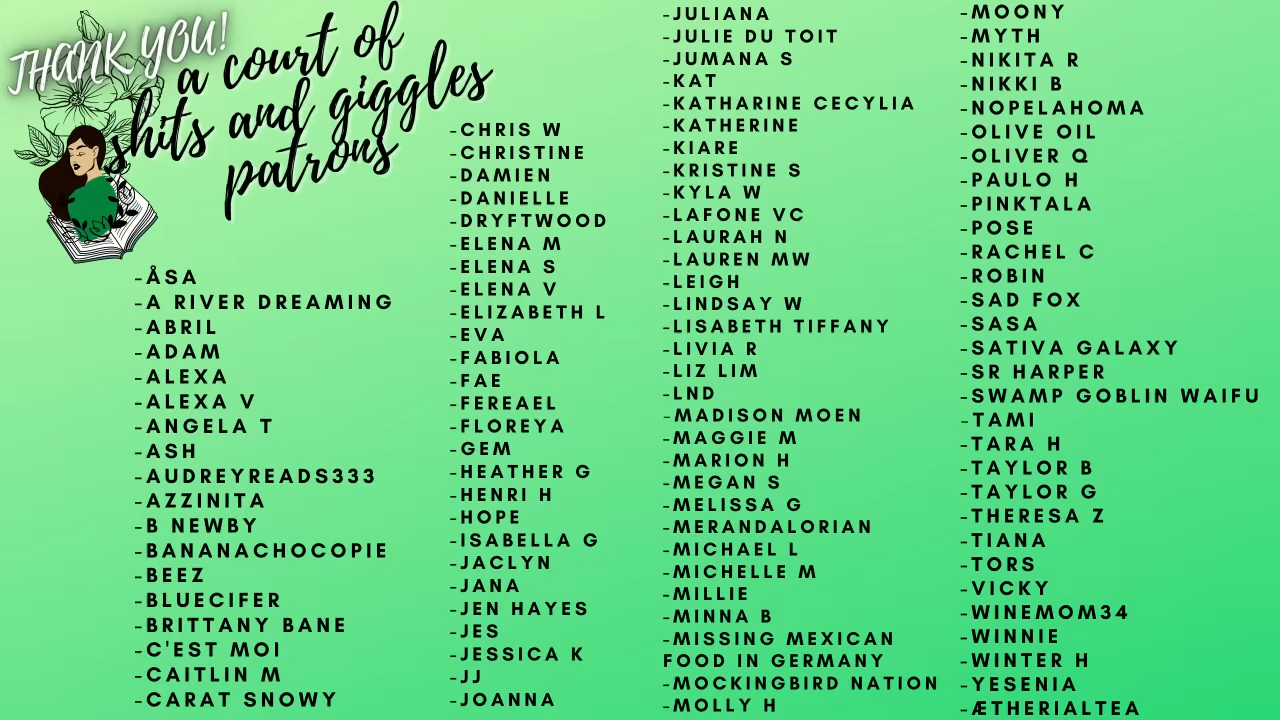 THANK YOU!
a court of
shits and giggles
patrons
-ÅSA
-A RIVER DREAMING
-ABRIL
-ADAM
-ALEXA
-ALEXA V
-ANGELA T
-ASH
-AUDREYREADS333
-AZZINITA
-B NEWBY
-BANANACHOCOPIE
-BEEZ
-BLUECIFER
-BRITTANY BANE
-C'EST MOI
-CAITLIN M
-CARAT SNOWY
-CHRIS W
-CHRISTINE
-DAMIEN
-DANIELLE
-DRYFTWOOD
-ELENA M
-ELENA S
-ELENA V
-ELIZABETH L
-EVA
-FABIOLA
-FAE
-FEREAEL
-FLOREYA
-GEM
-HEATHER G
-HENRI H
-HOPE
-ISABELLA G
-JACLYN
-JANA
-JEN HAYES
-JES
-JESSICA K
-JJ
-JOANNA
-JULIANA
-JULIE DU TOIT
-JUMANA S
-KAT
-KATHARINE CECYLIA
-KATHERINE
-KIARE
-KRISTINE S
-KYLA W
-LAFONE VC
-LAURAH N
-LAUREN MW
-LEIGH
-LINDSAY W
-LISABETH TIFFANY
-LIVIA R
-LIZ LIM
-LND
-MADISON MOEN
-MAGGIE M
-MARION H
-MEGAN S
-MELISSA G
-MERANDALORIAN
-MICHAEL L
-MICHELLE M
-MILLIE
-MINNA B
-MISSING MEXICAN
FOOD IN GERMANY
-MOCKINGBIRD NATION
-MOLLY H
-MOONY
-MYTH
-NIKITA R
-NIKKI B
-NOPELAHOMA
-OLIVE OIL
-OLIVER Q
-PAULO H
-PINKTALA
-POSE
-RACHEL C
-ROBIN
-SAD FOX
-SASA
-SATIVA GALAXY
-SR HARPER
-SWAMP GOBLIN WAIFU
-TAMI
-TARA H
-TAYLOR B
-TAYLOR G
-THERESA Z
-TIANA
-TORS
-VICKY
-WINEMOM34
-WINNIE
-WINTER H
-YESENIA
-ÆTHERIALTEA